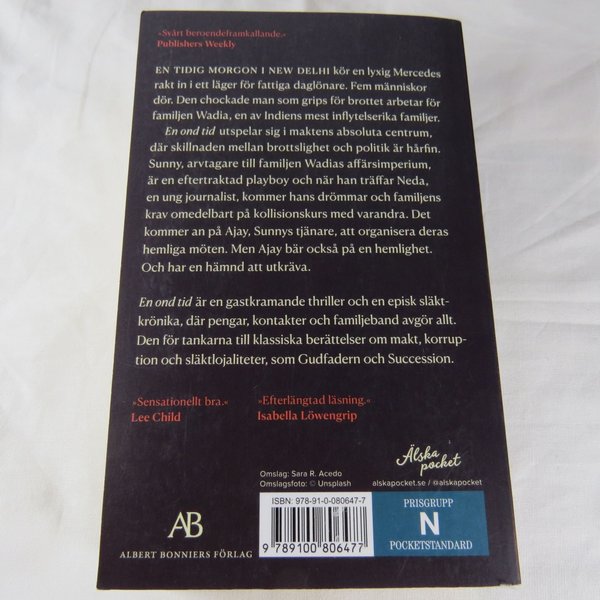 »Svårt beroendeframkallande.»
Publishers Weekly
EN TIDIG MORGON I NEW DELHI kör en lyxig Mercedes
rakt in i ett läger för fattiga daglönare. Fem människor
dör. Den chockade man som grips för brottet arbetar för
familjen Wadia, en av Indiens mest inflytelserika familjer.
En ond tid utspelar sig i maktens absoluta centrum,
där skillnaden mellan brottslighet och politik är hårfin.
Sunny, arvtagare till familjen Wadias affärsimperium,
är en eftertraktad playboy och när han träffar Neda,
en ung journalist, kommer hans drömmar och familjens
krav omedelbart på kollisionskurs med varandra. Det
kommer an på Ajay, Sunnys tjänare, att organisera deras
hemliga möten. Men Ajay bär också på en hemlighet.
Och har en hämnd att utkräva.
En ond tid är en gastkramande thriller och en episk släkt-
krönika, där pengar, kontakter och familjeband avgör allt.
Den för tankarna till klassiska berättelser om makt, korrup-
tion och släktlojaliteter, som Gudfadern och Succession.
»Sensationellt bra.»
Lee Child
»Efterlängtad läsning.»
Isabella Löwengrip
Älska
pocket
Omslag: Sara R. Acedo
Omslagsfoto: © Unsplash
alskapocket.se / @alskapocket
ISBN: 978-91-0-080647-7
9 789100 806477
PRISGRUPP
N
POCKETSTANDARD
AB
ALBERT BONNIERS FÖRLAG